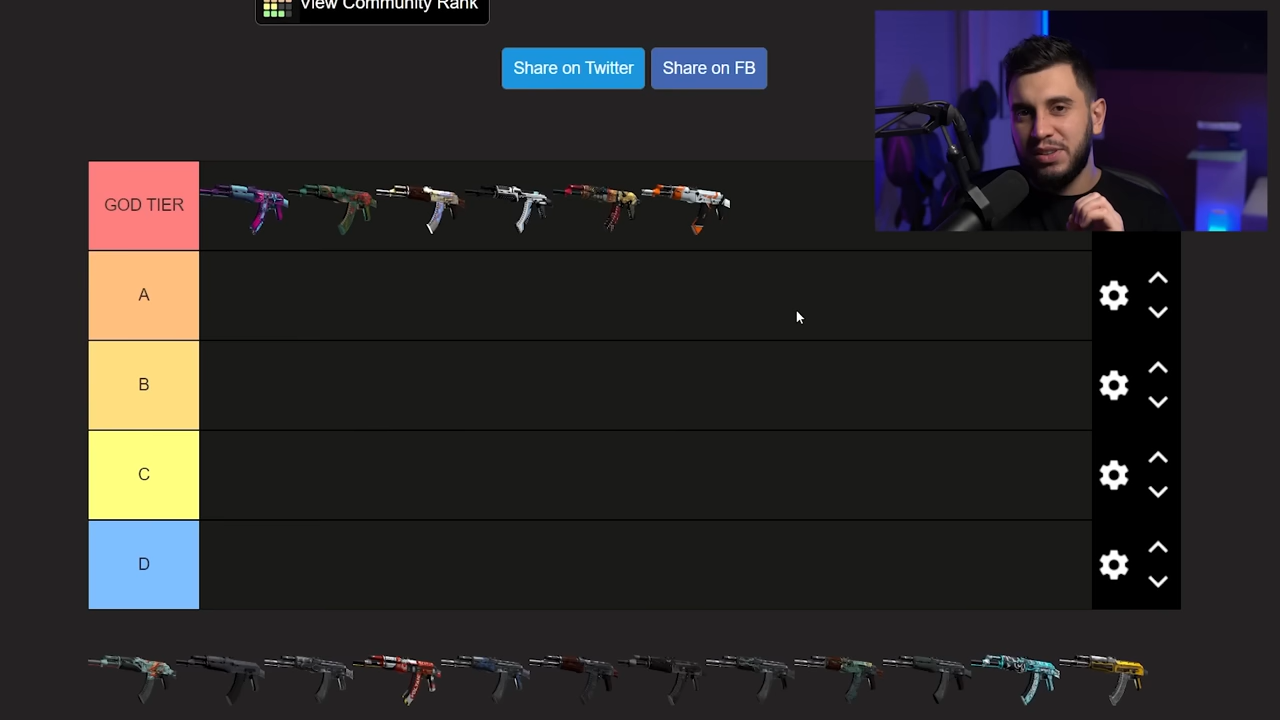 View Community Rank
Share on Twitter
Share on FB
GOD TIER
A
B
C
D